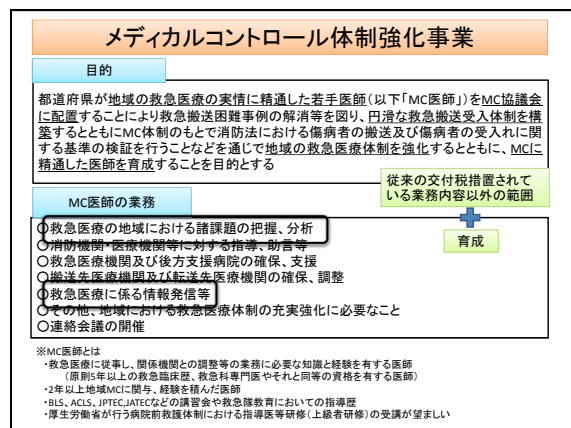 メディカルコントロール体制強化事業
目的
都道府県が地域の救急医療の実情に精通した若手医師(以下「MC医師」)をMC協議会
に配置することにより救急搬送困難事例の解消等を図り、円滑な救急搬送受入体制を構
築するとともにMC体制のもとで消防法における傷病者の搬送及び傷病者の受入れに関
する基準の検証を行うことなどを通じで地域の救急医療体制を強化するとともに、MCに
精通した医師を育成することを目的とする
従来の交付税措置されて
いる業務内容以外の範囲
育成
MC医師の業務
○救急医療の地域における諸課題の把握、分析
○消防機関・医療機関等に対する指導、助言等
○救急医療機関及び後方支援病院の確保、支援
○搬送先医療機関及び転送先医療機関の確保、調整
○救急医療に係る情報発信等
○その他、地域における救急医療体制の充実強化に必要なこと
○連絡会議の開催
※MC医師とは
・救急医療に従事し、関係機関との調整等の業務に必要な知識と経験を有する医師
(原則5年以上の救急臨床歴、救急科専門医やそれと同等の資格を有する医師)
・2年以上地域MCに関与、経験を積んだ医師
・BLS、ACLS、JPTEC,JATECなどの講習会や救急隊教育においての指導歴
・厚生労働省が行う病院前救護体制における指導医等研修(上級者研修)の受講が望ましい